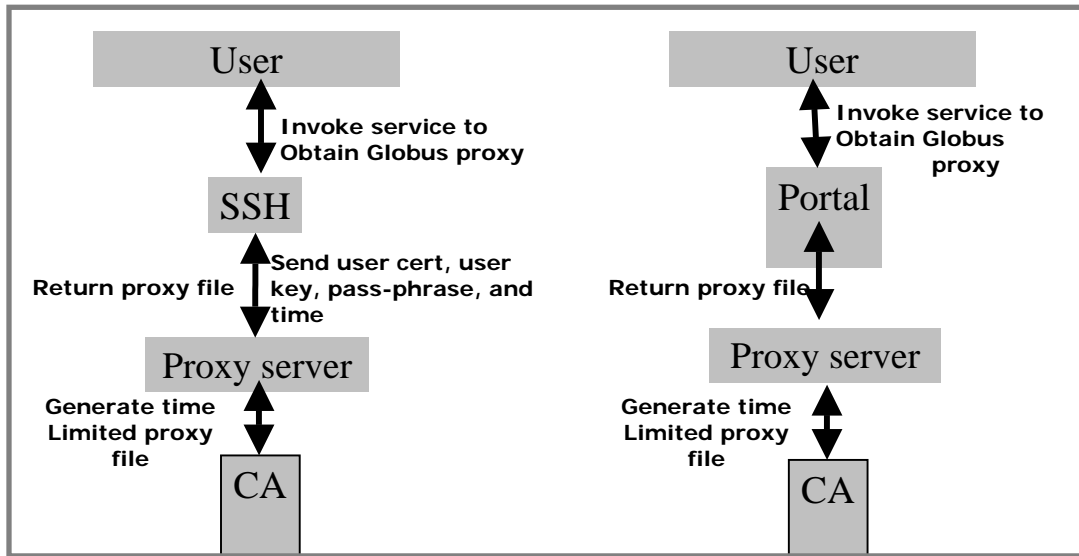 User
Invoke service to
Obtain Globus proxy
SSH
Return proxy file
Send user cert, user
key, pass-phrase, and
time
Proxy server
Generate time
Limited proxy
file
CA
User
Invoke service to
Obtain Globus
proxy
Portal
Return proxy file
Proxy server
Generate time
Limited proxy
file
CA